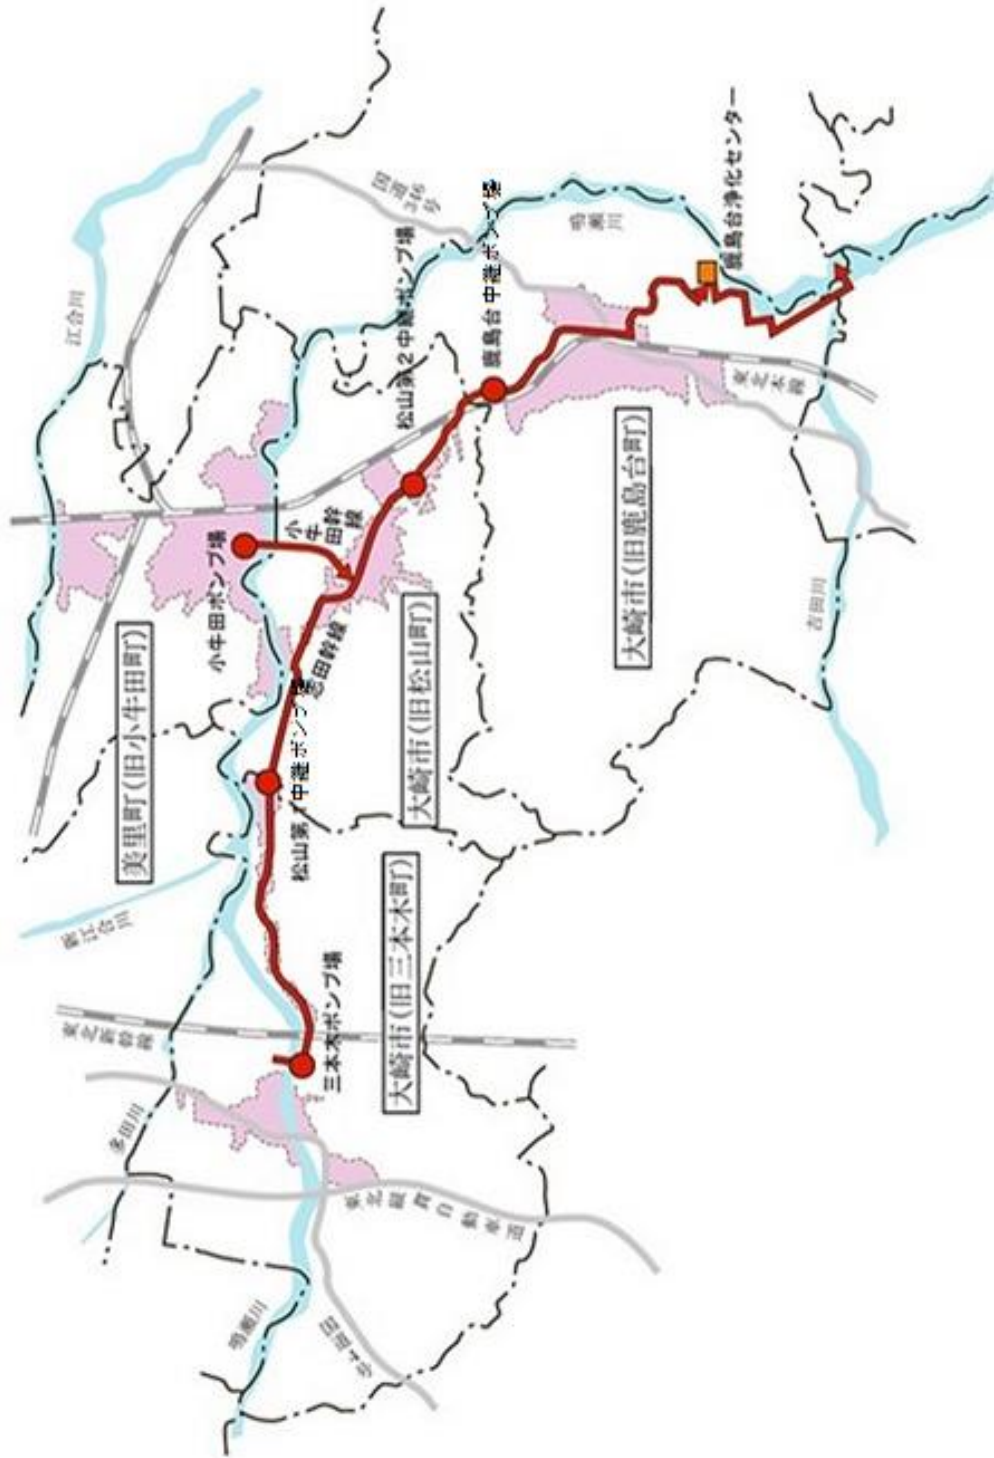 江合川
国道
346
号
鳴瀬川
鹿島台浄化センター
松山第２中継ポンプ場
鹿島台中継ポンプ場
東北本線
小牛田ポンプ場
小牛田幹線
大崎市(旧鹿島台町)
吉田川
美里町(旧小牛田町)
志田幹線
大崎市(旧松山町)
松山第１中継ポンプ場
新江合川
三本木ポンプ場
大崎市(旧三本木町)
東北新幹線
多田川
東北縦貫自動車道
鳴瀬川
国道4号